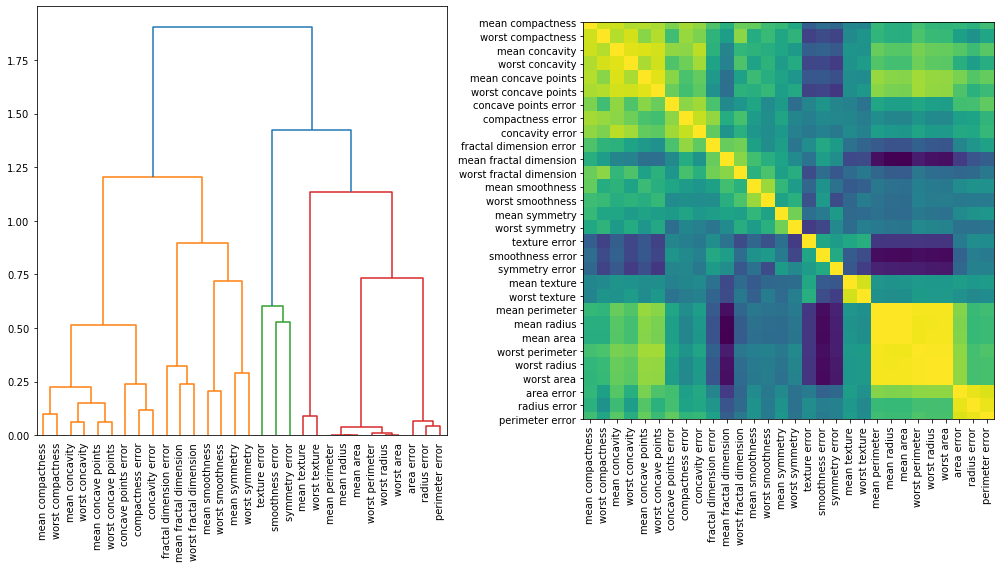 1.75
1.50
1.25
1.00
0.75
0.50
0.25
0.00
mean compactness
worst compactness
mean concavity
worst concavity
mean concave points
worst concave points
concave points error
compactness error
concavity error
fractal dimension error
mean fractal dimension
worst fractal dimension
mean smoothness
worst smoothness
mean symmetry
worst symmetry
texture error
smoothness error
symmetry error
mean texture
worst texture
mean perimeter
mean radius
mean area
worst perimeter
worst radius
worst area
area error
radius error
perimeter error
mean compactness
worst compactness
mean concavity
worst concavity
mean concave points
worst concave points
concave points error
compactness error
concavity error
fractal dimension error
mean fractal dimension
worst fractal dimension
mean smoothness
worst smoothness
mean symmetry
worst symmetry
texture error
smoothness error
symmetry error
mean texture
worst texture
mean perimeter
mean radius
mean area
worst perimeter
worst radius
worst area
area error
radius error
perimeter error
mean compactness
worst compactness
mean concavity
worst concavity
mean concave points
worst concave points
concave points error
compactness error
concavity error
fractal dimension error
mean fractal dimension
worst fractal dimension
mean smoothness
worst smoothness
mean symmetry
worst symmetry
texture error
smoothness error
symmetry error
mean texture
worst texture
mean perimeter
mean radius
mean area
worst perimeter
worst radius
worst area
area error
radius error
perimeter error